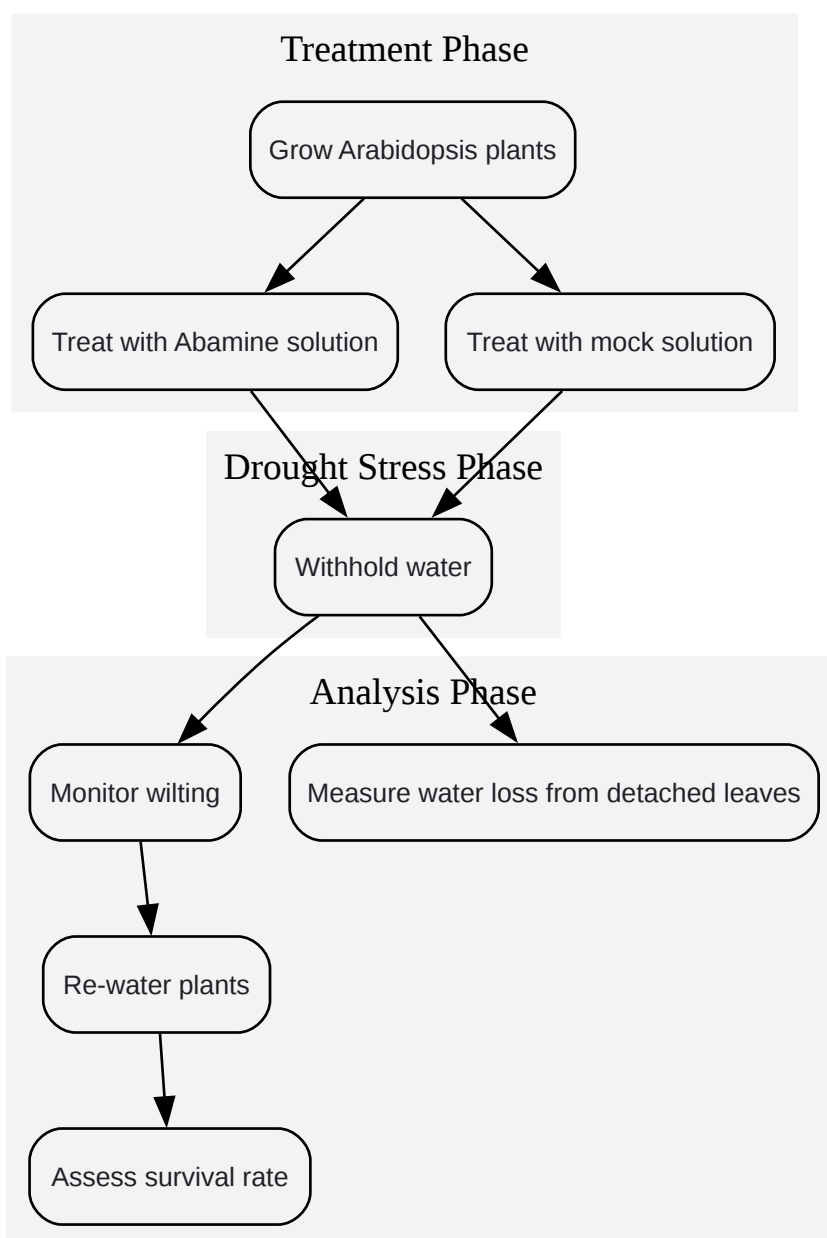 Treatment Phase
Grow Arabidopsis plants
Treat with Abamine solution
Treat with mock solution
Drought Stress Phase
Withhold water
Analysis Phase
Monitor wilting
Measure water loss from detached leaves
Re-water plants
Assess survival rate